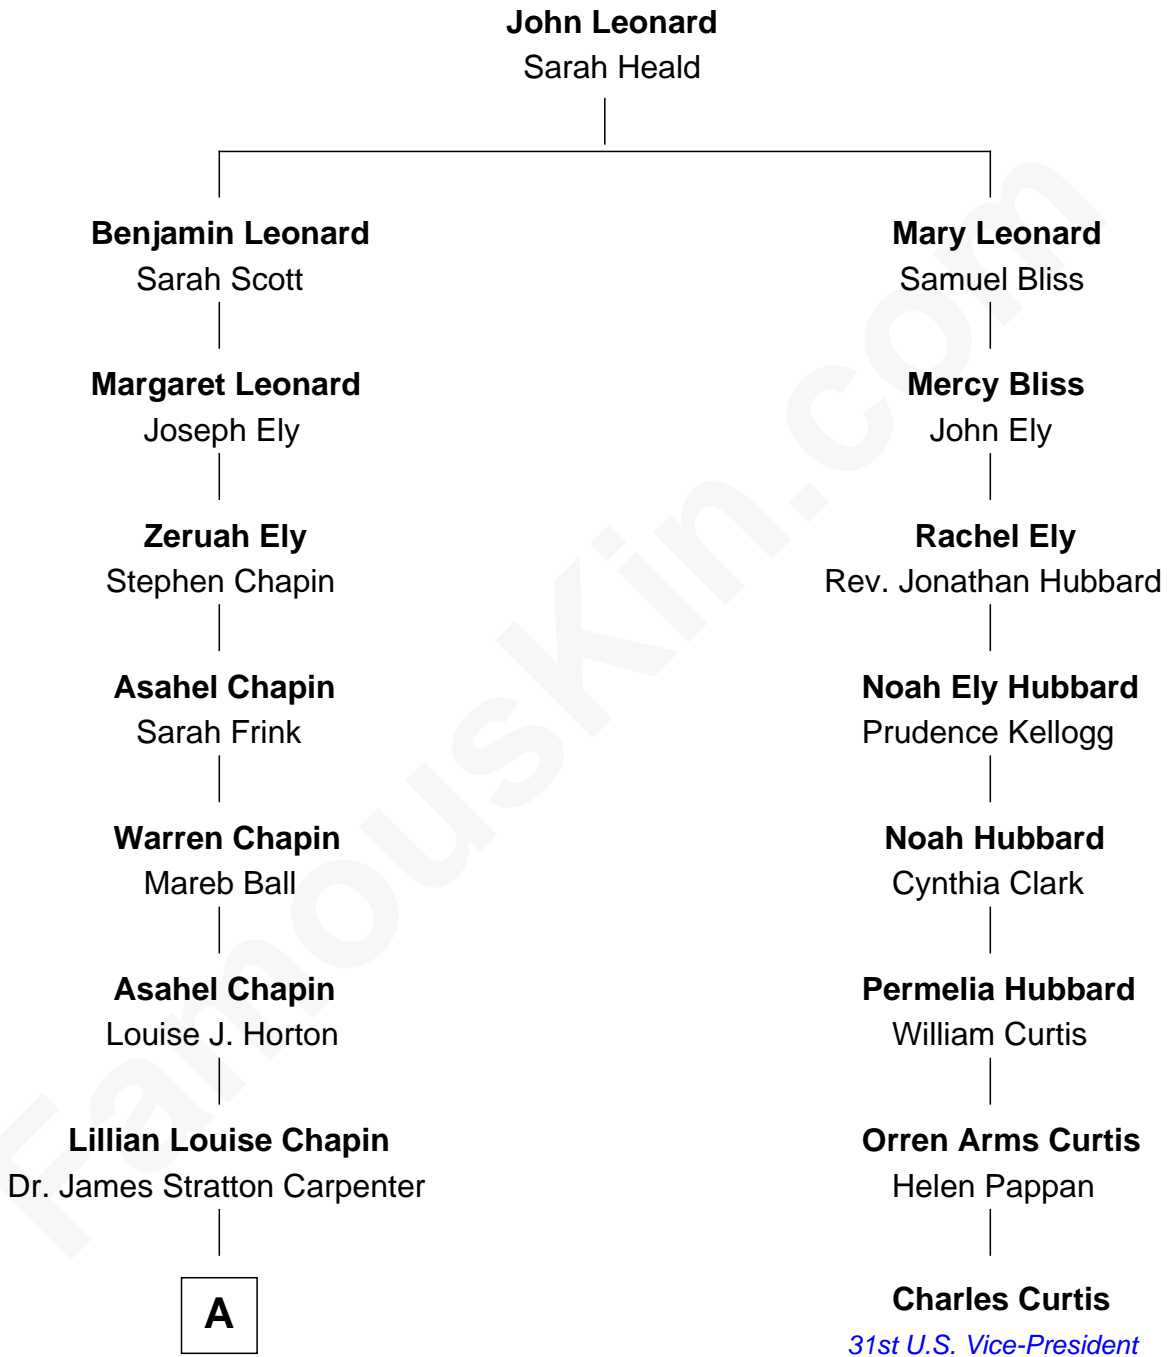 John Leonard
Sarah Heald
Benjamin Leonard
Sarah Scott
Margaret Leonard
Joseph Ely
Zeruah Ely
Stephen Chapin
Asahel Chapin
Sarah Frink
Warren Chapin
Mareb Ball
Asahel Chapin
Louise J. Horton
Lillian Louise Chapin
Dr. James Stratton Carpenter
A
Mary Leonard
Samuel Bliss
Mercy Bliss
John Ely
Rachel Ely
Rev. Jonathan Hubbard
Noah Ely Hubbard
Prudence Kellogg
Noah Hubbard
Cynthia Clark
Permelia Hubbard
William Curtis
Orren Arms Curtis
Helen Pappan
Charles Curtis
31st U.S. Vice-President
FamousKin.com